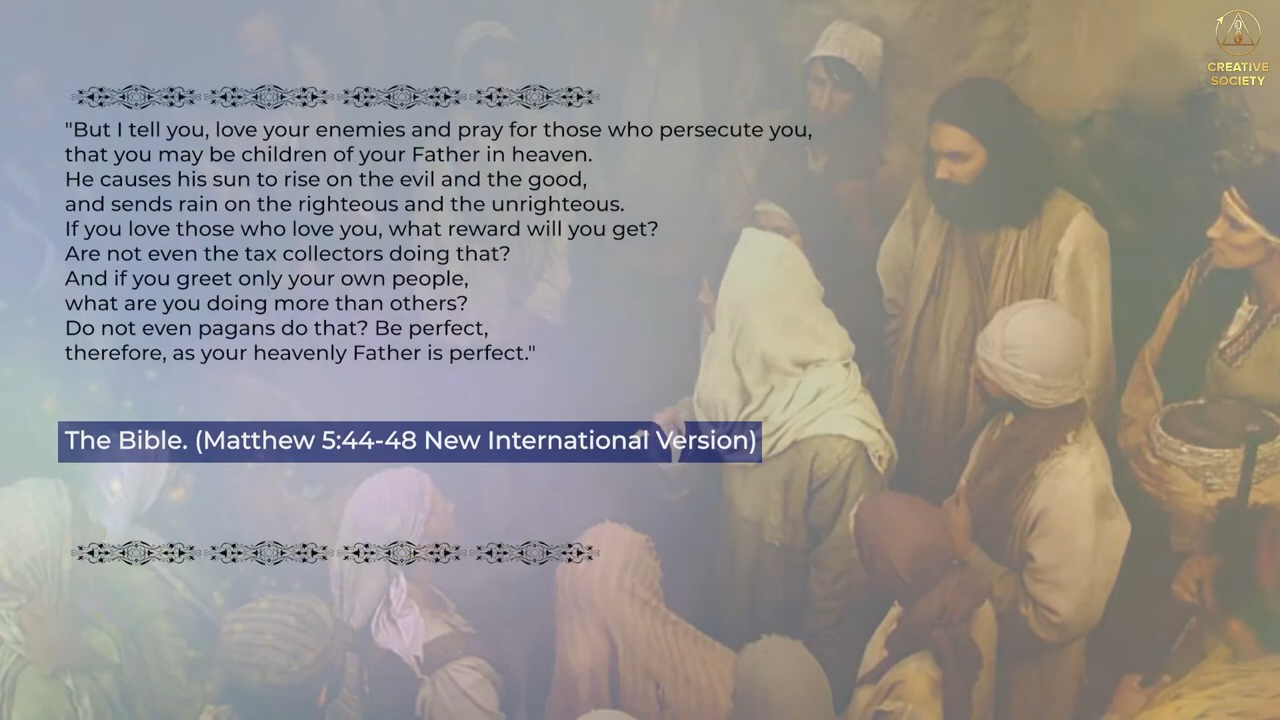 "But I tell you, love your enemies and pray for those who persecute you,
that you may be children of your Father in heaven.
He causes his sun to rise on the evil and the good,
and sends rain on the righteous and the unrighteous.
If you love those who love you, what reward will you get?
Are not even the tax collectors doing that?
And if you greet only your own people,
what are you doing more than others?
Do not even pagans do that? Be perfect,
therefore, as your heavenly Father is perfect."
The Bible. (Matthew 5:44-48 New International Version)
CREATIVE
SOCIETY